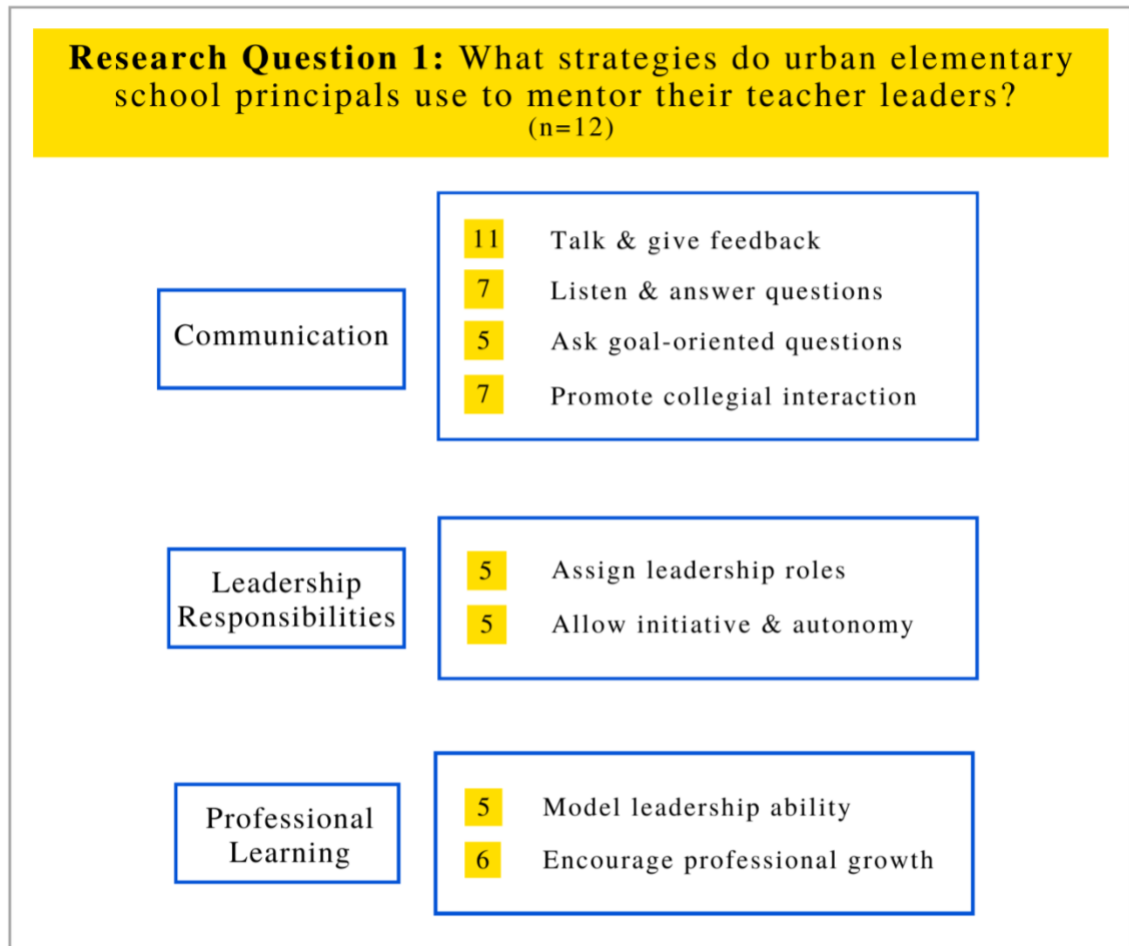 Research Question 1: What strategies do urban elementary
school principals use to mentor their teacher leaders?
(n=12)
Communication
11 Talk & give feedback
7 Listen & answer questions
5 Ask goal-oriented questions
7 Promote collegial interaction
Leadership
Responsibilities
5 Assign leadership roles
5 Allow initiative & autonomy
Professional
Learning
5 Model leadership ability
6 Encourage professional growth